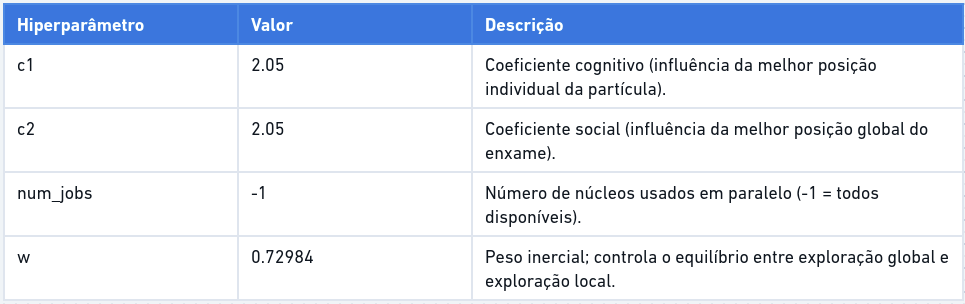 Hiperparâmetro Valor Descrição
c1 2.05 Coeficiente cognitivo (influência da melhor posição
individual da partícula).
c2 2.05 Coeficiente social (influência da melhor posição global do
enxame).
num_jobs -1 Número de núcleos usados em paralelo (-1 = todos
disponíveis).
w 0.72984 Peso inercial; controla o equilíbrio entre exploração global e
exploração local.